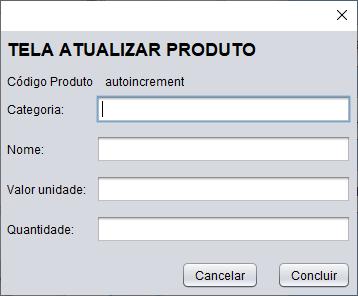 TELA ATUALIZAR PRODUTO
Código Produto autoincrement
Categoria:
Nome:
Valor unidade:
Quantidade:
Cancelar Concluir